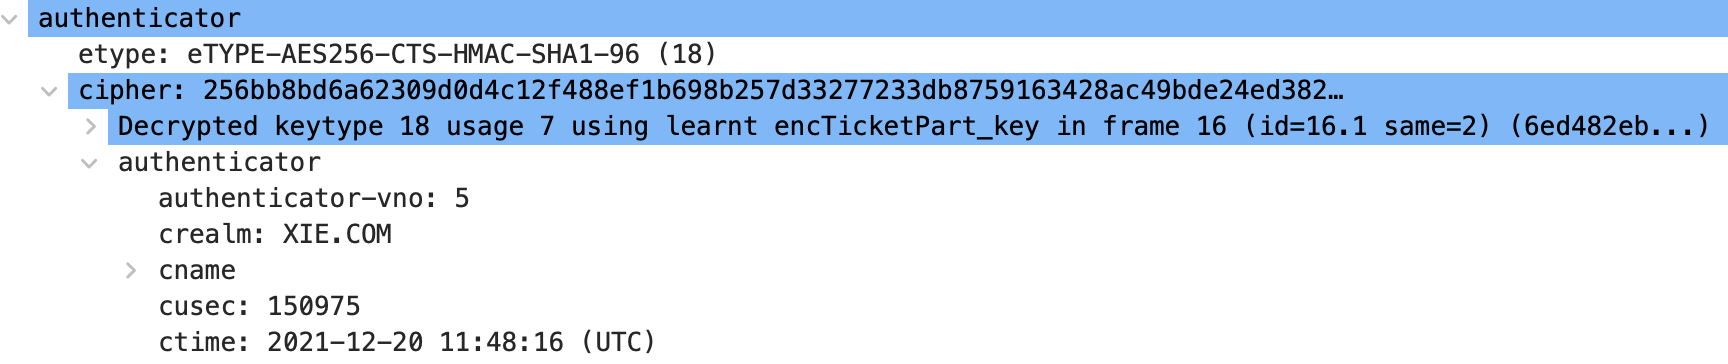 authenticator
etype: eTYPE-AES256-CTS-HMAC-SHA1-96 (18)
cipher: 256bb8bd6a62309d0d4c12f488ef1b698b257d33277233db8759163428ac49bde24ed382…
Decrypted keytype 18 usage 7 using learnt encTicketPart_key in frame 16 (id=16.1 same=2) (6ed482eb...)
authenticator
authenticator-vno: 5
crealm: XIE.COM
cname
cusec: 150975
ctime: 2021-12-20 11:48:16 (UTC)